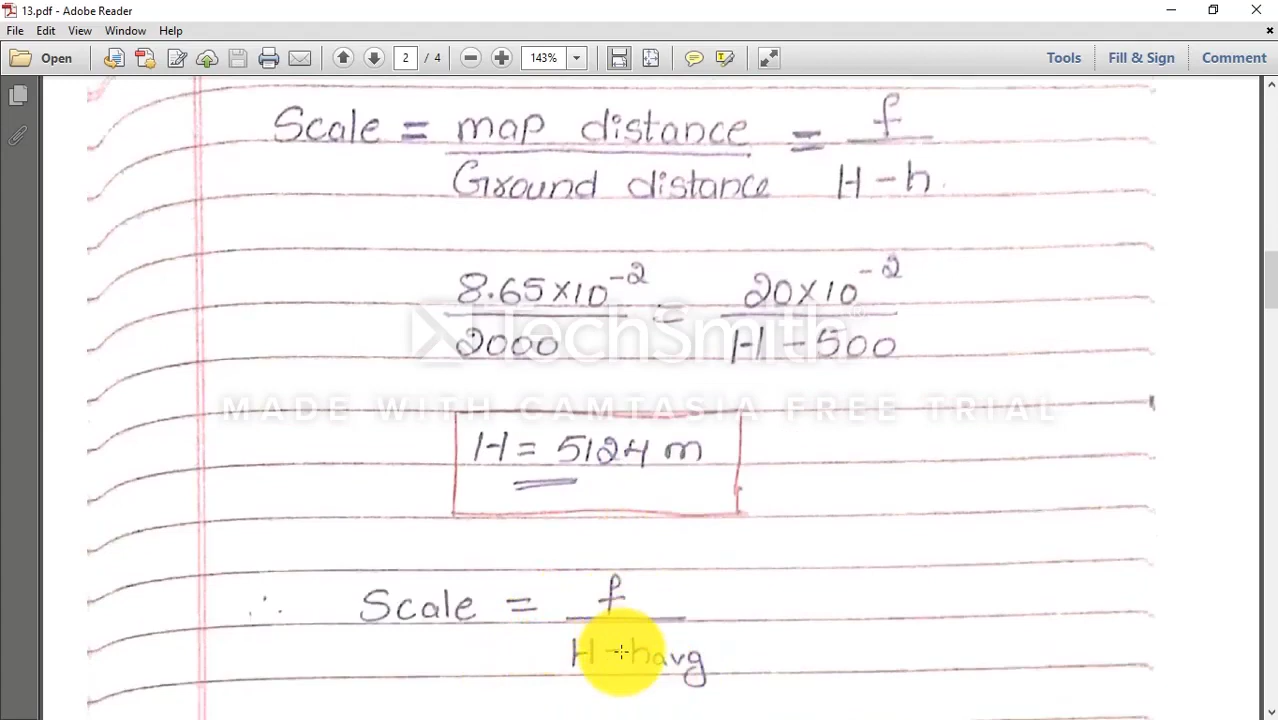 13.pdf - Adobe Reader
File Edit View Window Help
Open 2 / 4 143% Tools Fill & Sign Comment
Scale = map distance / Ground distance = f / H - h
8.65×10^-2 / 2000 = 20×10^-2 / H - 500
TechSmith
MADE WITH CAMTASIA FREE TRIAL
H = 5124 m
∴ Scale = f / H - havg